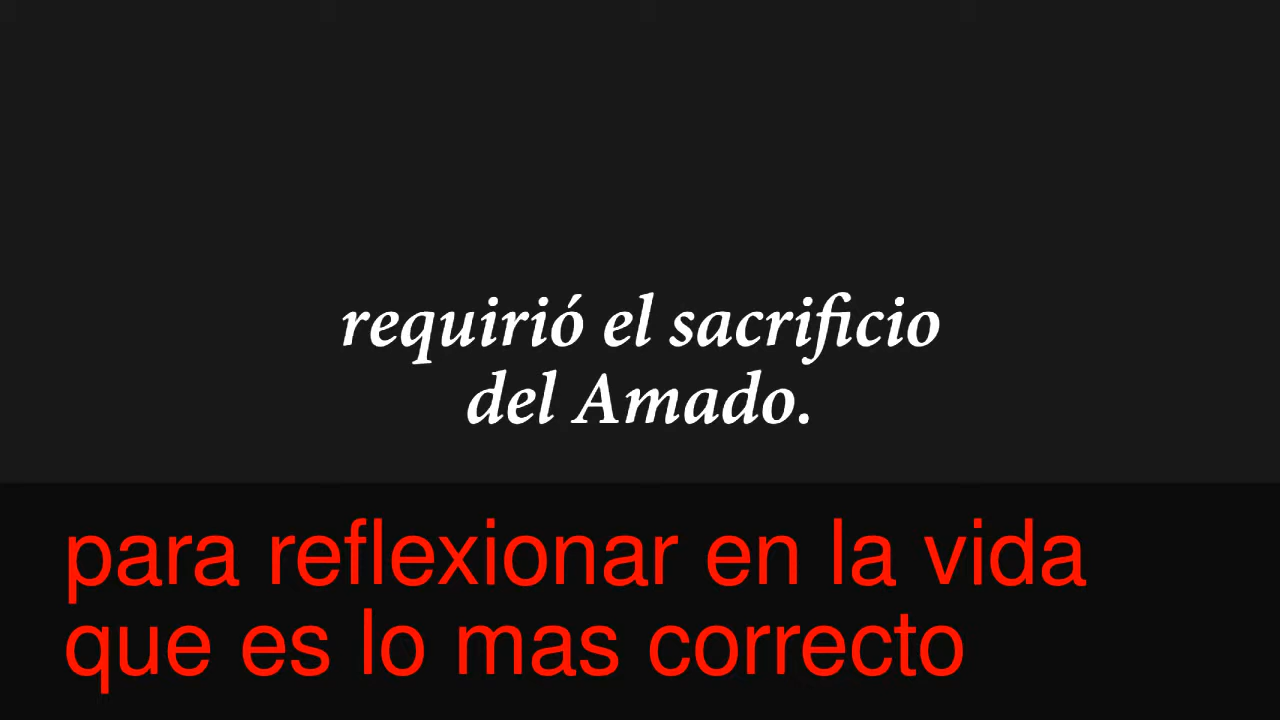 requirió el sacrificio
del Amado.
para reflexionar en la vida
que es lo mas correcto